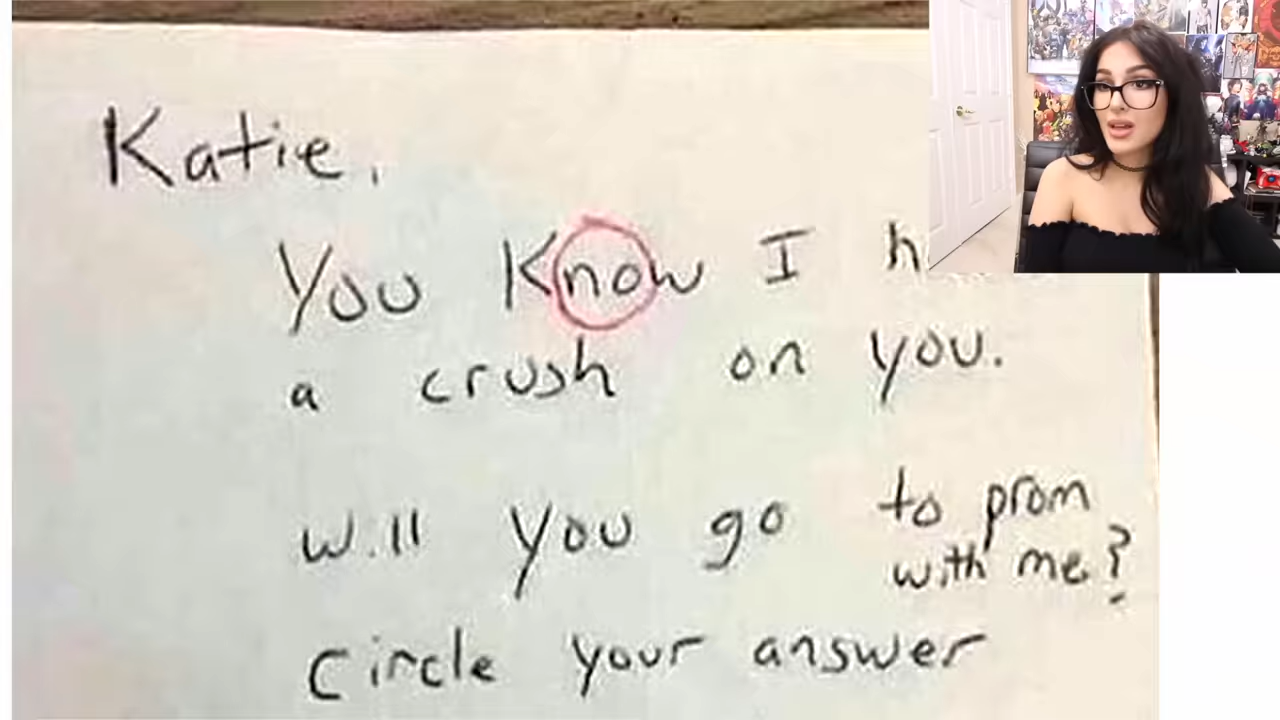 Katie,
You Know I
a crush on you.
will you go to prom
with me?
circle your answer